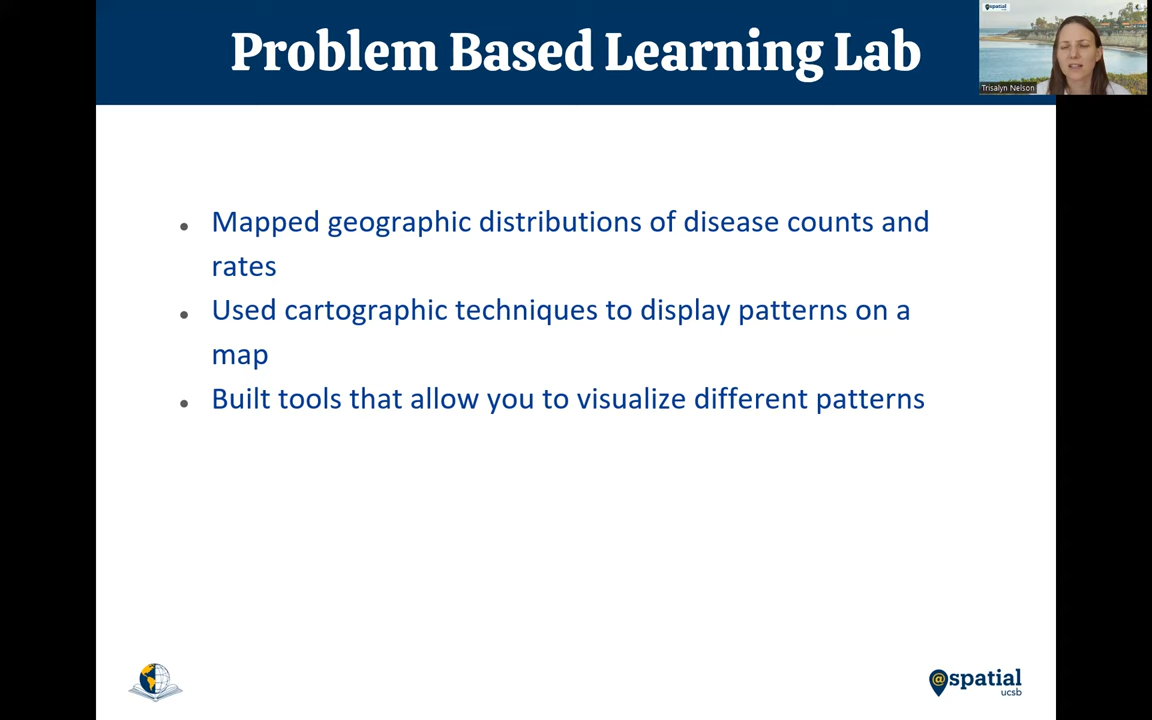 Problem Based Learning Lab
spatial
Trisalyn Nelson
• Mapped geographic distributions of disease counts and
rates
• Used cartographic techniques to display patterns on a
map
• Built tools that allow you to visualize different patterns
@spatial
ucsb